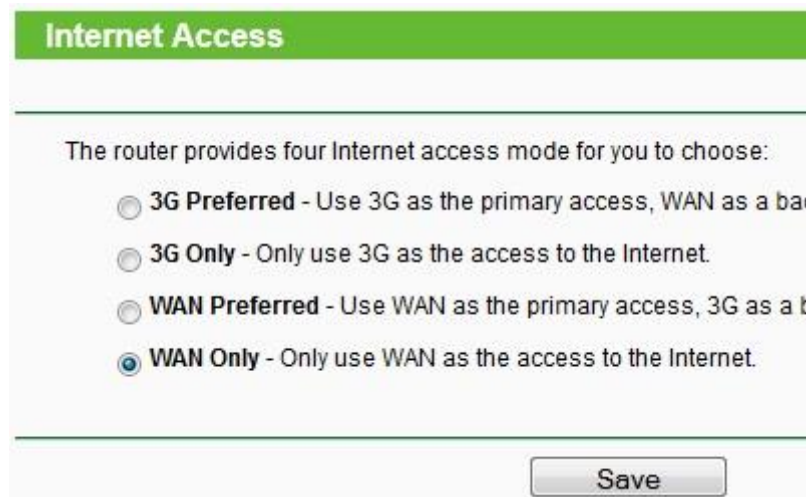 Internet Access
The router provides four Internet access mode for you to choose:
3G Preferred - Use 3G as the primary access, WAN as a
3G Only - Only use 3G as the access to the Internet.
WAN Preferred - Use WAN as the primary access, 3G as a
WAN Only - Only use WAN as the access to the Internet.
Save